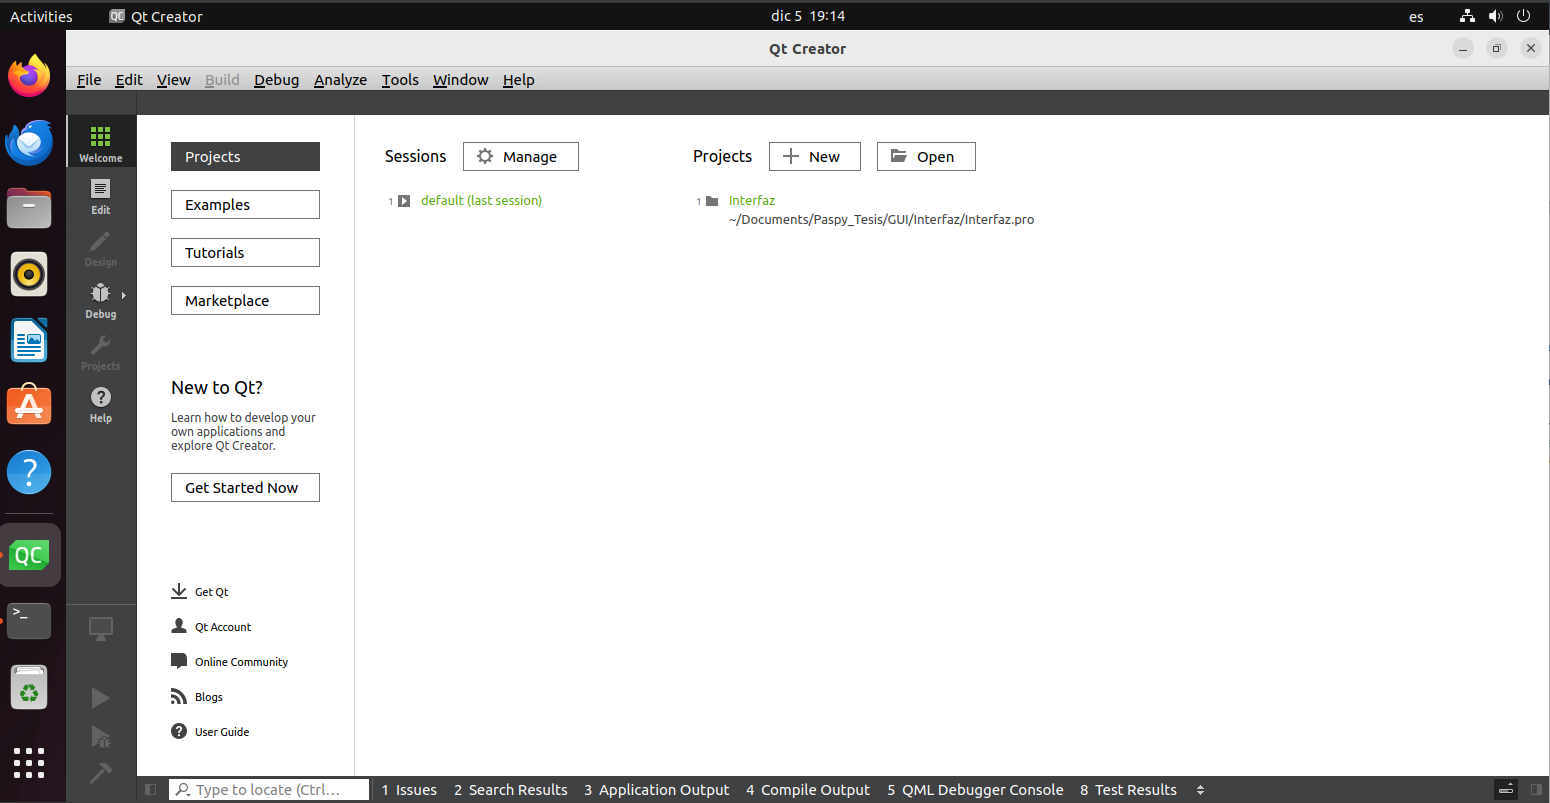 Activities
QC Qt Creator
dic 5 19:14
es
Qt Creator
File Edit View Build Debug Analyze Tools Window Help
Welcome
Edit
Design
Debug
Projects
Help
Projects
Examples
Tutorials
Marketplace
New to Qt?
Learn how to develop your
own applications and
explore Qt Creator.
Get Started Now
Get Qt
Qt Account
Online Community
Blogs
User Guide
Sessions
Manage
1 default (last session)
Projects
New
Open
1 Interfaz
~/Documents/Paspy_Tesis/GUI/Interfaz/Interfaz.pro
?
QC
>_
Type to locate (Ctrl...
1 Issues 2 Search Results 3 Application Output 4 Compile Output 5 QML Debugger Console 8 Test Results